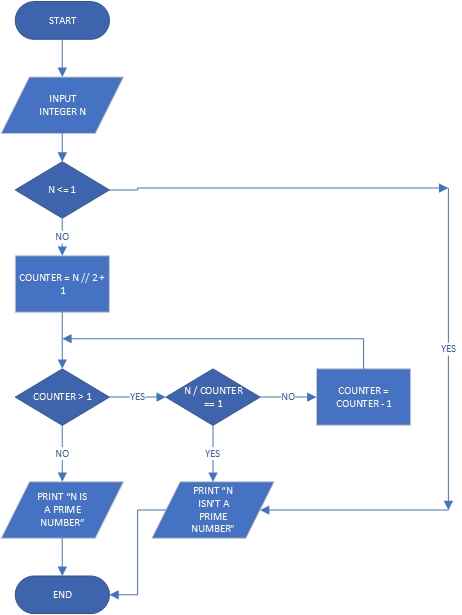 START
INPUT
INTEGER N
N <= 1
NO
COUNTER = N // 2 +
1
YES
COUNTER > 1
YES
N / COUNTER
== 1
NO
COUNTER =
COUNTER - 1
NO
YES
PRINT “N IS
A PRIME
NUMBER”
PRINT “N
ISN’T A
PRIME
NUMBER”
END